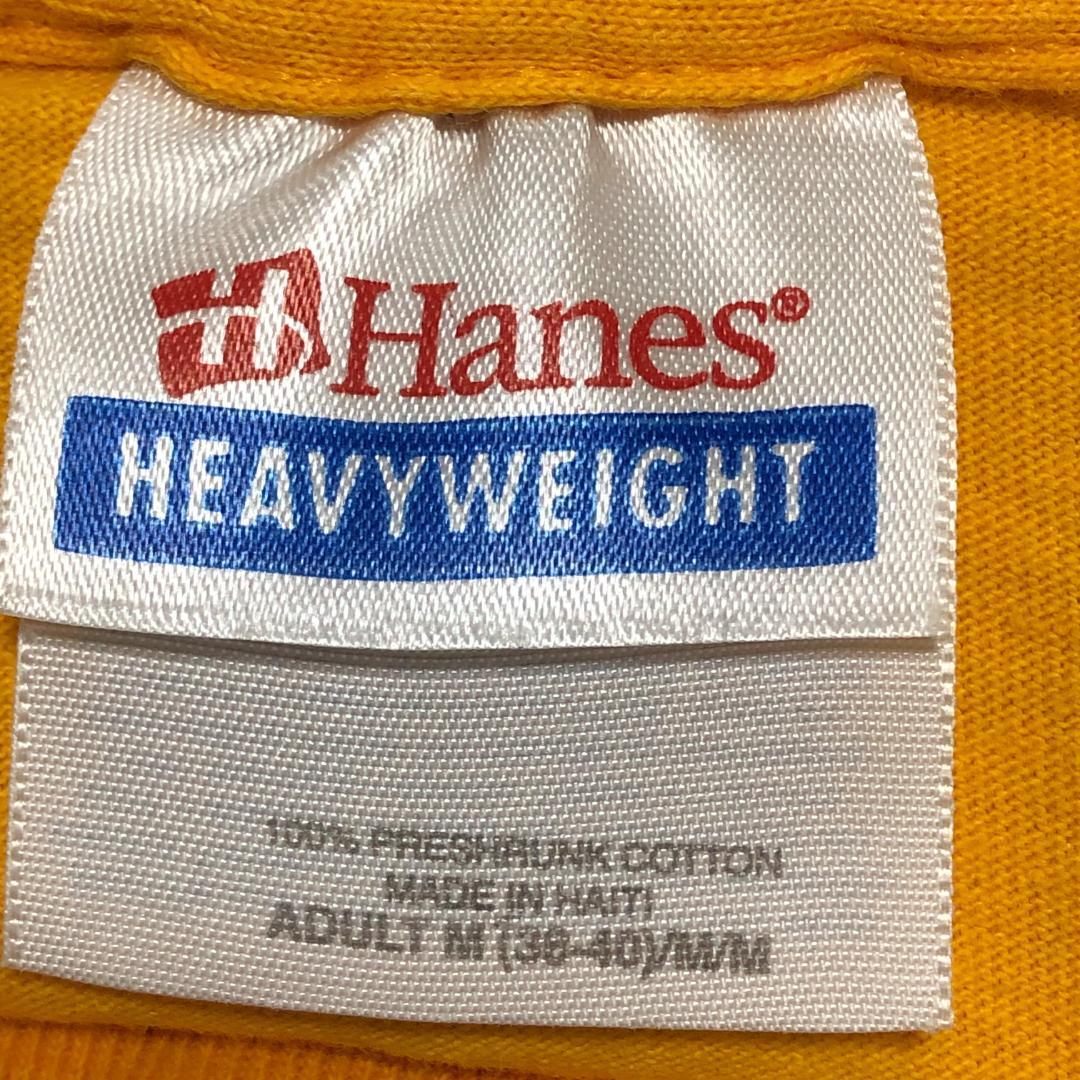 Hanes®
HEAVYWEIGHT
100% PRESHRUNK COTTON
MADE IN HAITI
ADULT M (38-40)/M/M